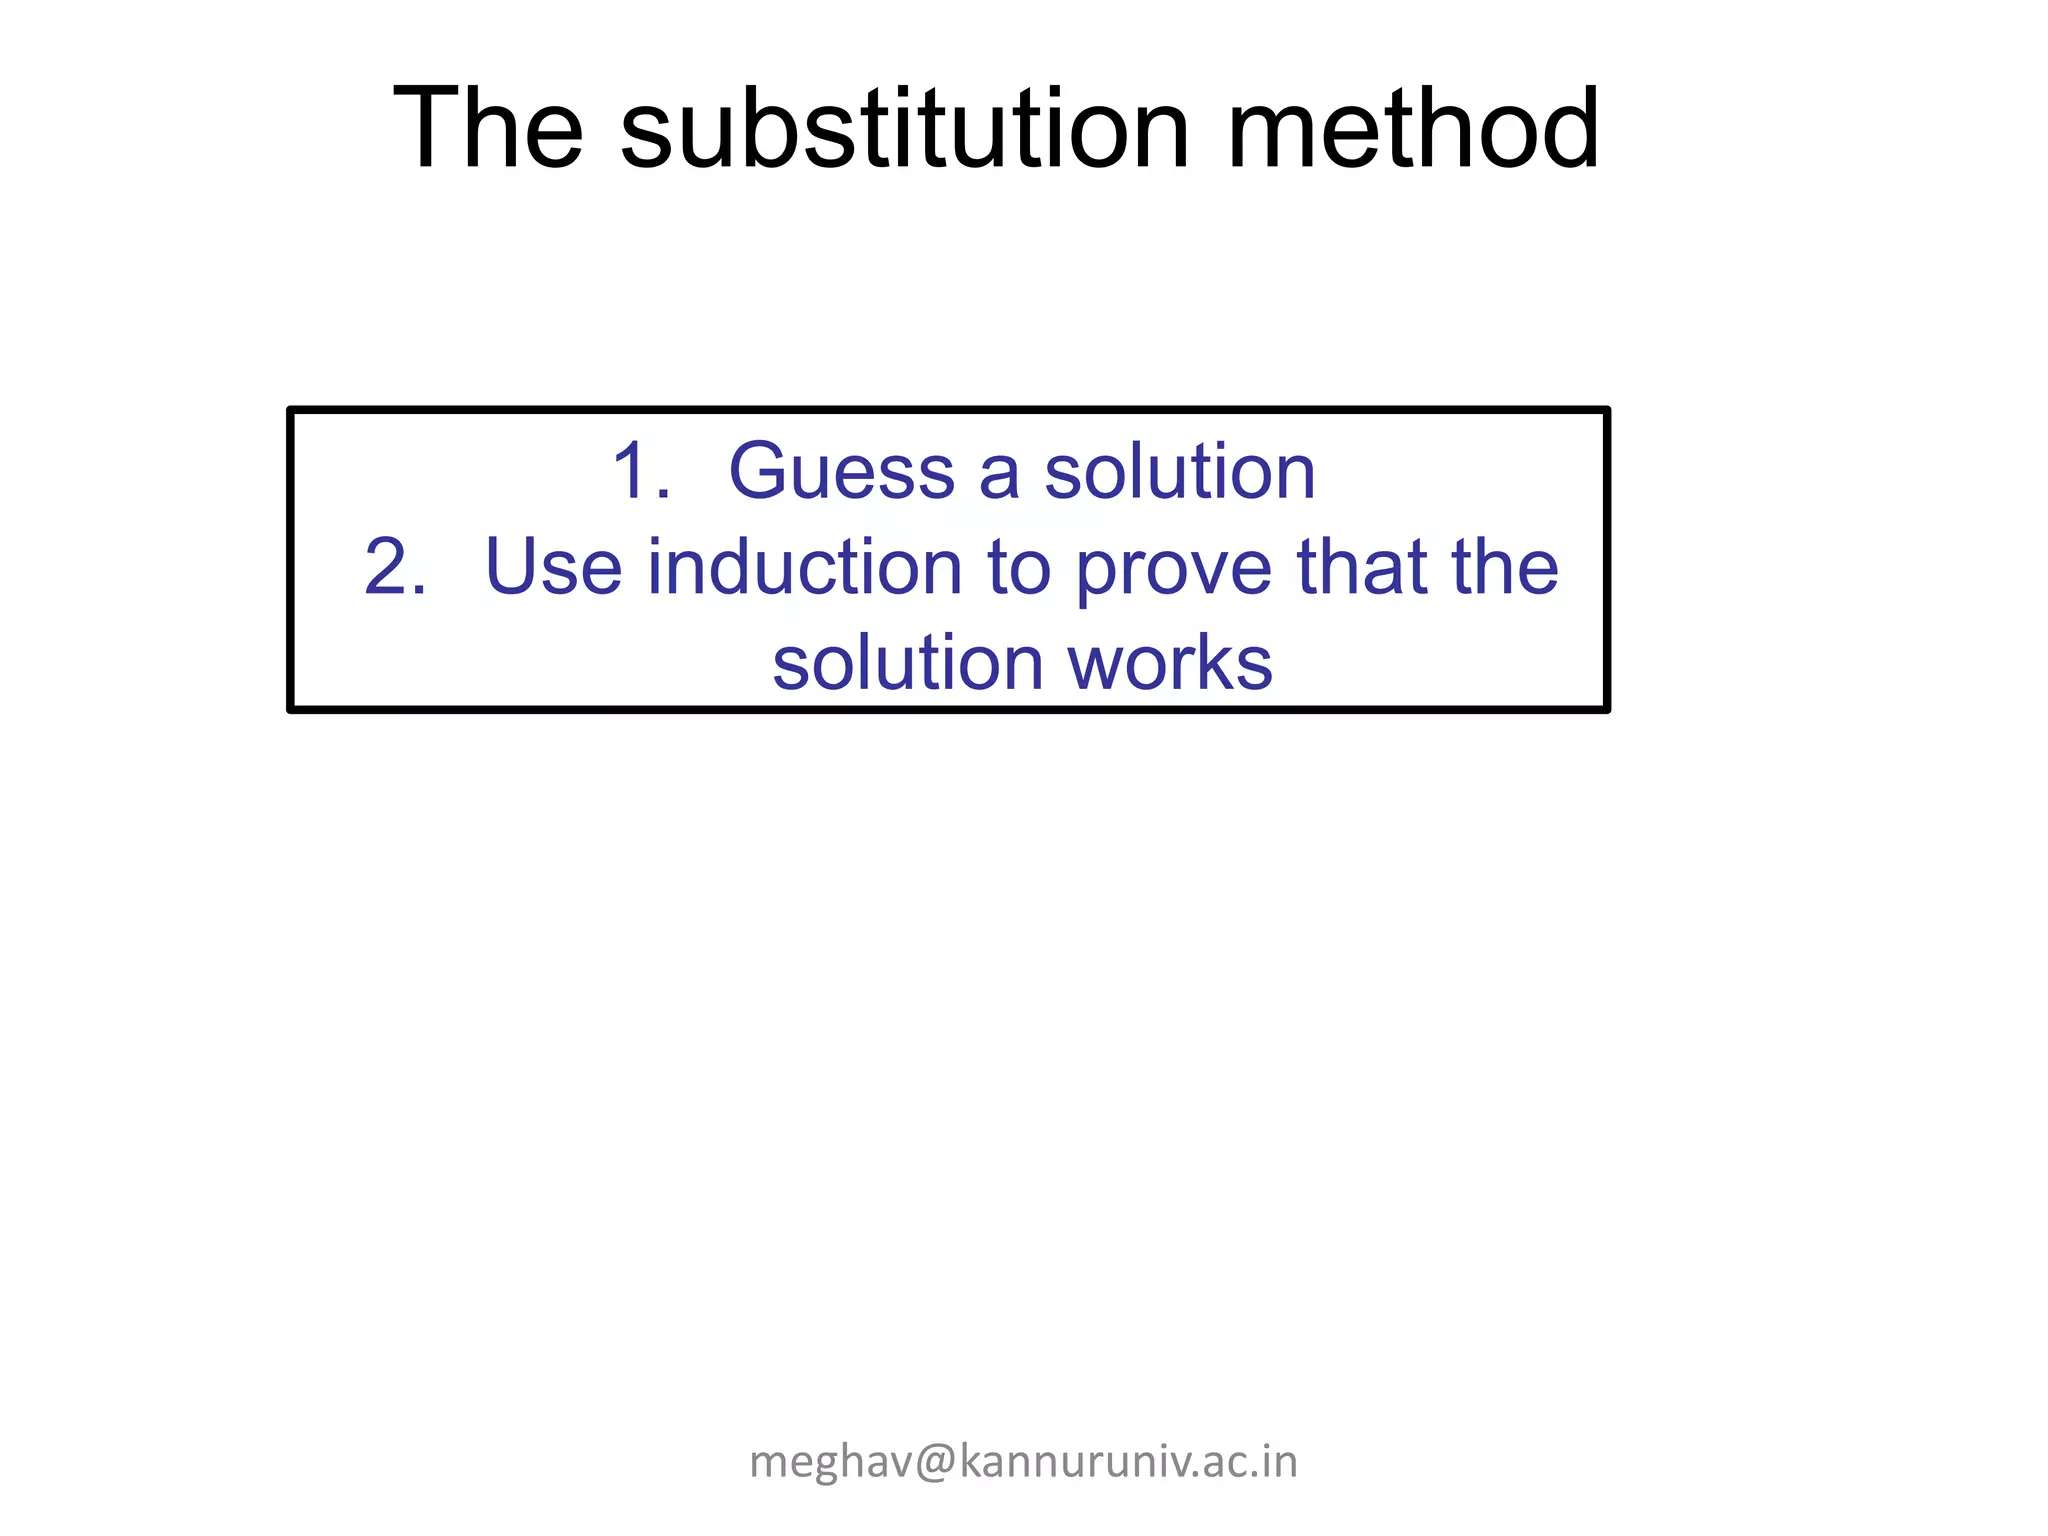 The substitution method
1. Guess a solution
2. Use induction to prove that the
solution works
meghav@kannuruniv.ac.in